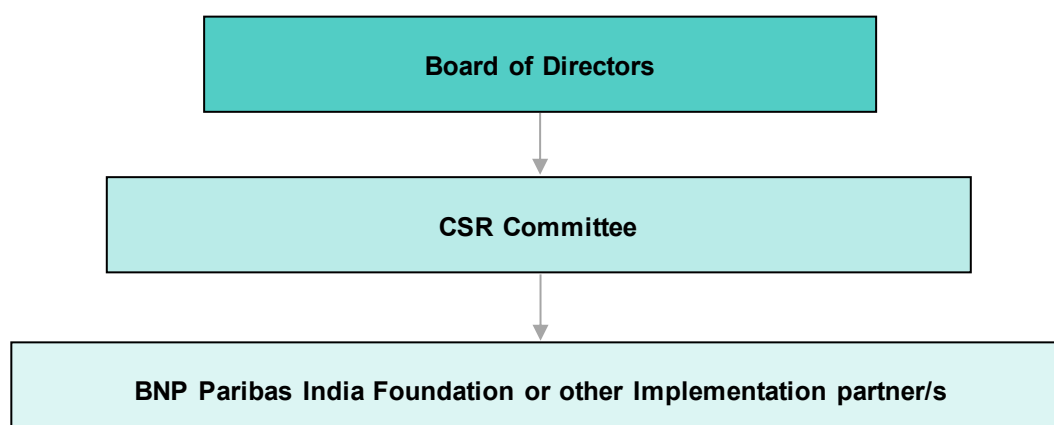 Board of Directors
CSR Committee
BNP Paribas India Foundation or other Implementation partner/s